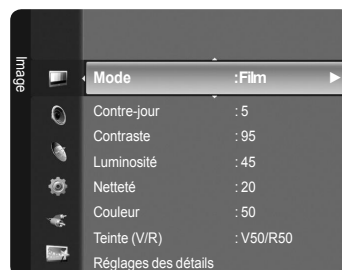 Image
Mode :Film
Contre-jour : 5
Contraste : 95
Luminosité : 45
Netteté : 20
Couleur : 50
Teinte (V/R) : V50/R50
Réglages des détails